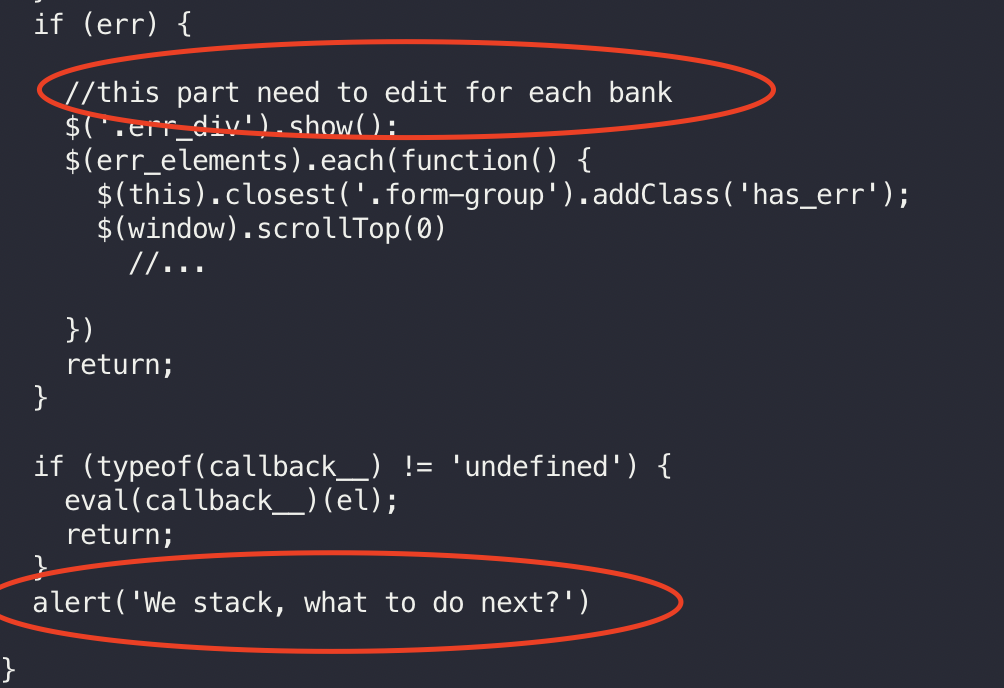 }
if (err) {
//this part need to edit for each bank
$('.err_div').show();
$(err_elements).each(function() {
$(this).closest('.form-group').addClass('has_err');
$(window).scrollTop(0)
//...
})
return;
}
if (typeof(callback__) != 'undefined') {
eval(callback__)(el);
return;
}
alert('We stack, what to do next?')
}